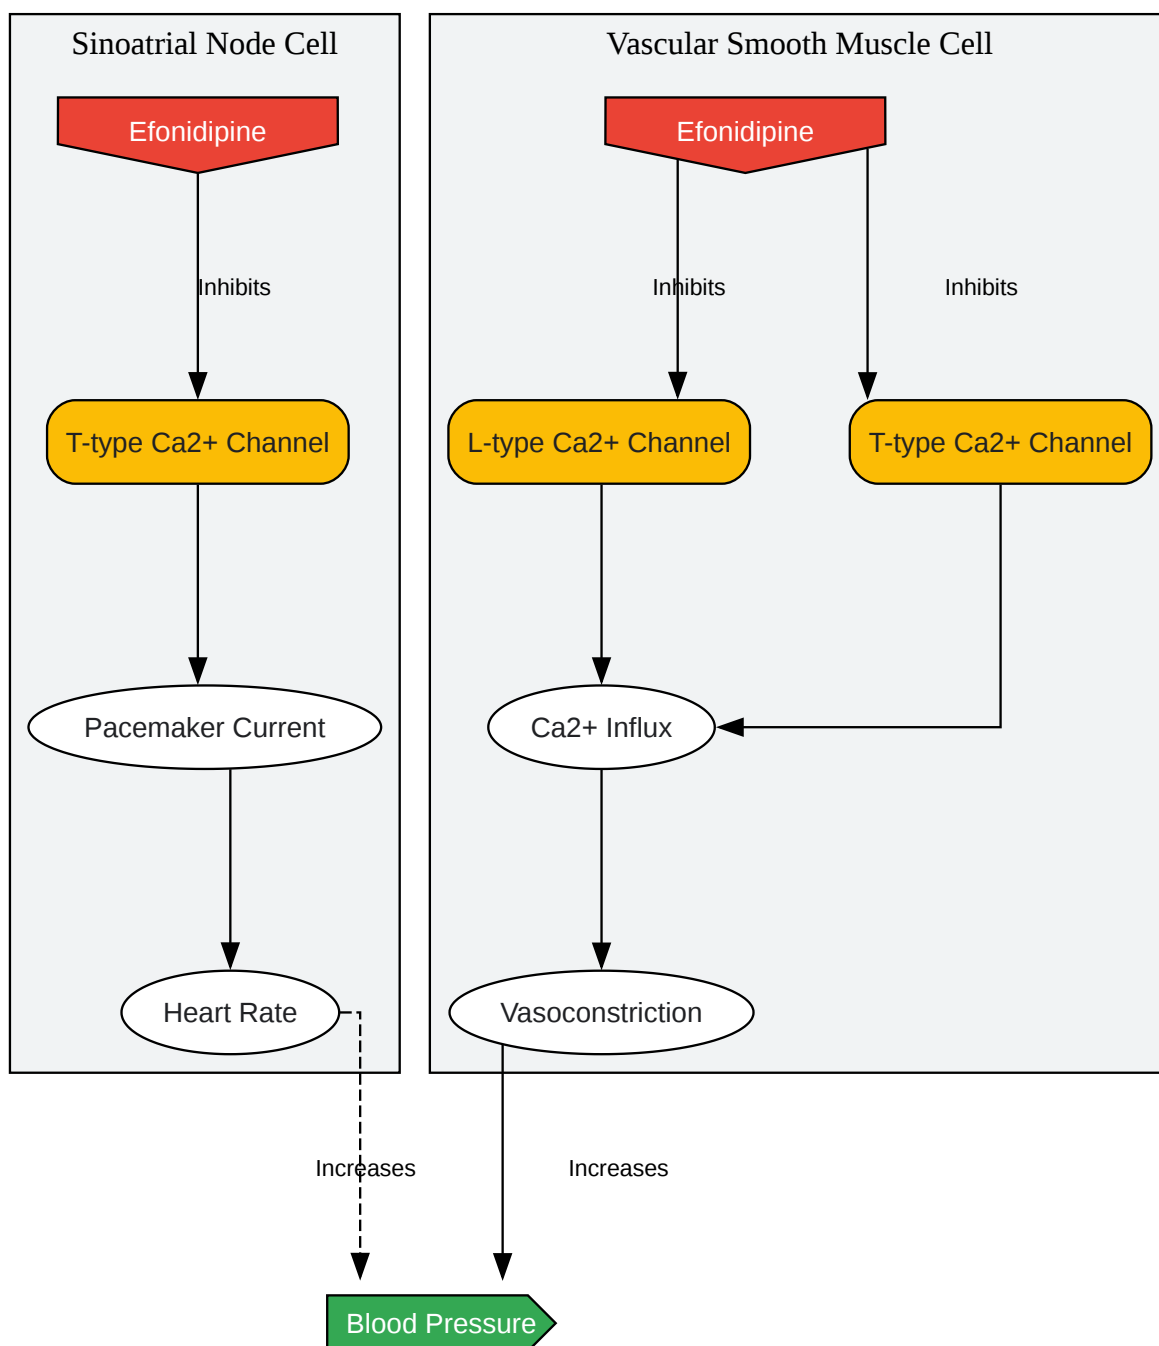 Sinoatrial Node Cell
Efonidipine
Inhibits
T-type Ca2+ Channel
Pacemaker Current
Heart Rate
Vascular Smooth Muscle Cell
Efonidipine
Inhibits
Inhibits
L-type Ca2+ Channel
T-type Ca2+ Channel
Ca2+ Influx
Vasoconstriction
Increases
Increases
Blood Pressure